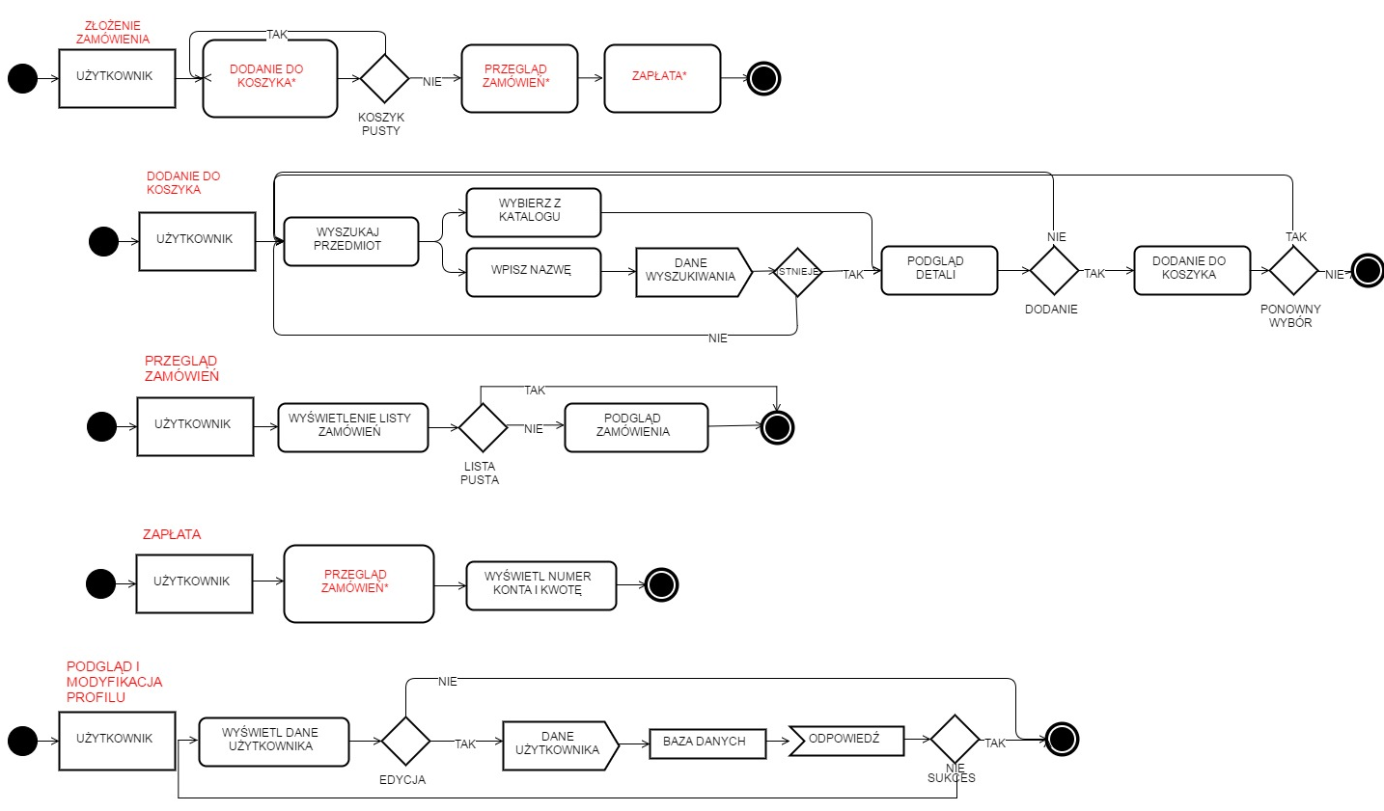 ZŁOŻENIE
ZAMÓWIENIA
TAK
UŻYTKOWNIK
DODANIE DO
KOSZYKA*
NIE
PRZEGLĄD
ZAMÓWIEŃ*
ZAPŁATA*
KOSZYK
PUSTY
DODANIE DO
KOSZYKA
UŻYTKOWNIK
WYSZUKAJ
PRZEDMIOT
WYBIERZ Z
KATALOGU
WPISZ NAZWĘ
DANE
WYSZUKIWANIA
ISTNIEJE
TAK
NIE
PODGLĄD
DETALI
NIE
TAK
DODANIE
DODANIE DO
KOSZYKA
TAK
NIE
PONOWNY
WYBÓR
PRZEGLĄD
ZAMÓWIEŃ
UŻYTKOWNIK
WYŚWIETLENIE LISTY
ZAMÓWIEŃ
TAK
NIE
LISTA
PUSTA
PODGLĄD
ZAMÓWIENIA
ZAPŁATA
UŻYTKOWNIK
PRZEGLĄD
ZAMÓWIEŃ*
WYŚWIETL NUMER
KONTA I KWOTĘ
PODGLĄD I
MODYFIKACJA
PROFILU
UŻYTKOWNIK
WYŚWIETL DANE
UŻYTKOWNIKA
NIE
TAK
EDYCJA
DANE
UŻYTKOWNIKA
BAZA DANYCH
ODPOWIEDŹ
TAK
NIE
SUKCES